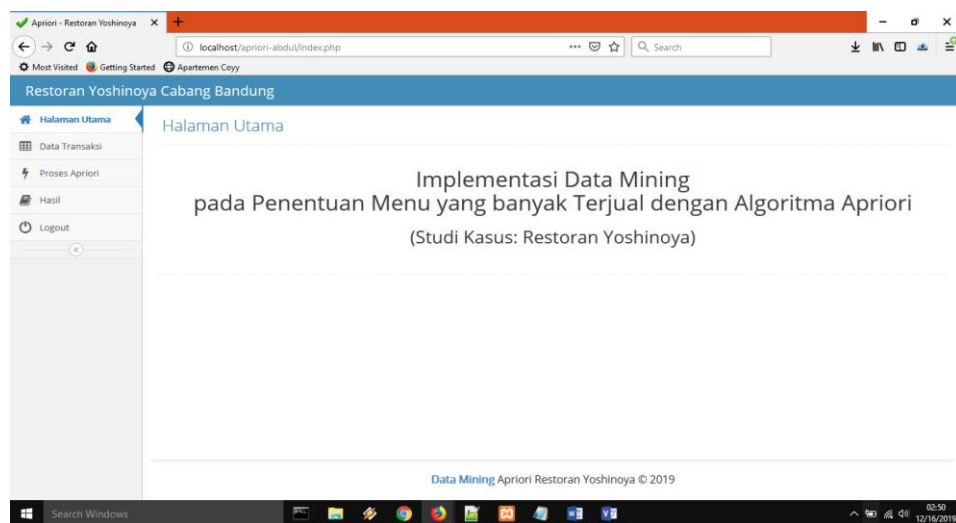 Apriori - Restoran Yoshinoya
localhost/apriori-abdul/index.php
Search
Most Visited Getting Started Apartemen Coyy
Restoran Yoshinoya Cabang Bandung
Halaman Utama
Data Transaksi
Proses Apriori
Hasil
Logout
Halaman Utama
Implementasi Data Mining
pada Penentuan Menu yang banyak Terjual dengan Algoritma Apriori
(Studi Kasus: Restoran Yoshinoya)
Data Mining Apriori Restoran Yoshinoya © 2019
Search Windows
02:50
12/16/2019